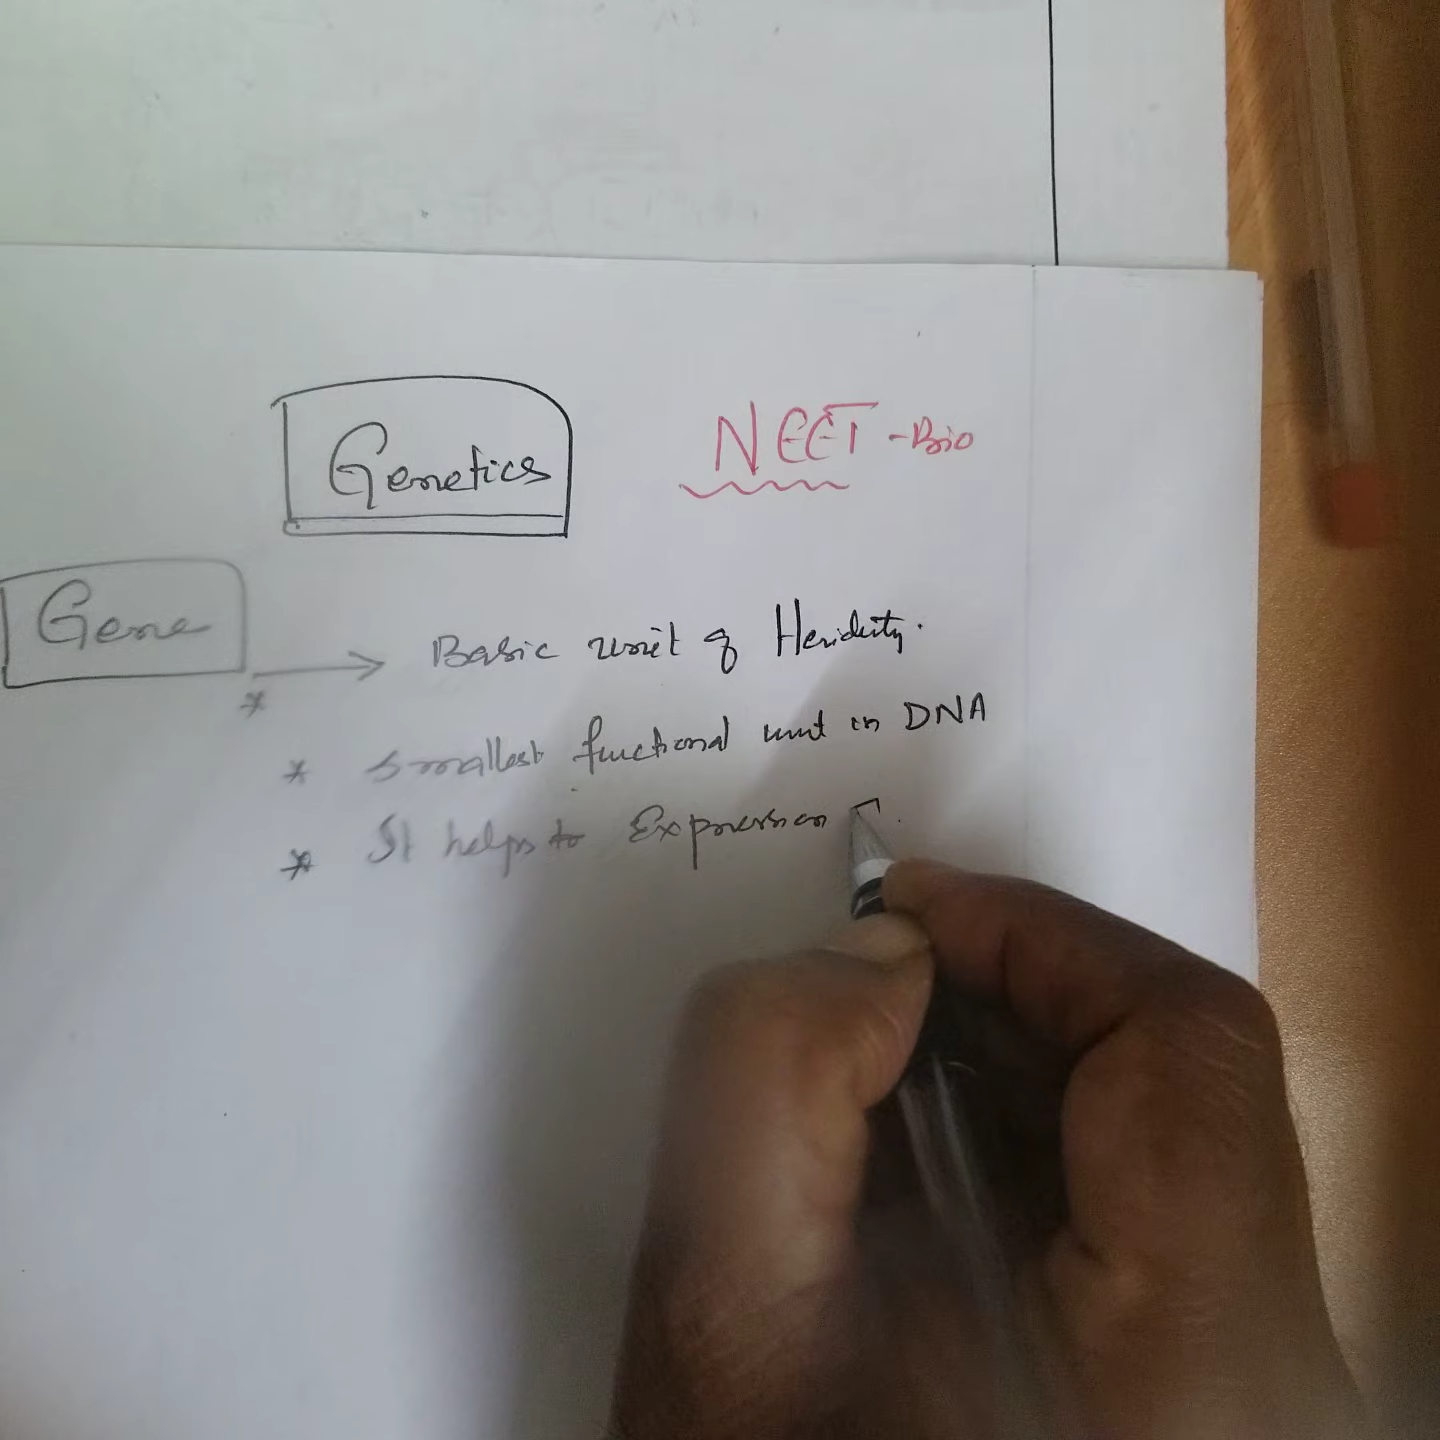 Genetics
NEET - Bio
Gene
Basic unit of Heridity.
* smallest functional unit in DNA
* It helps to Expression